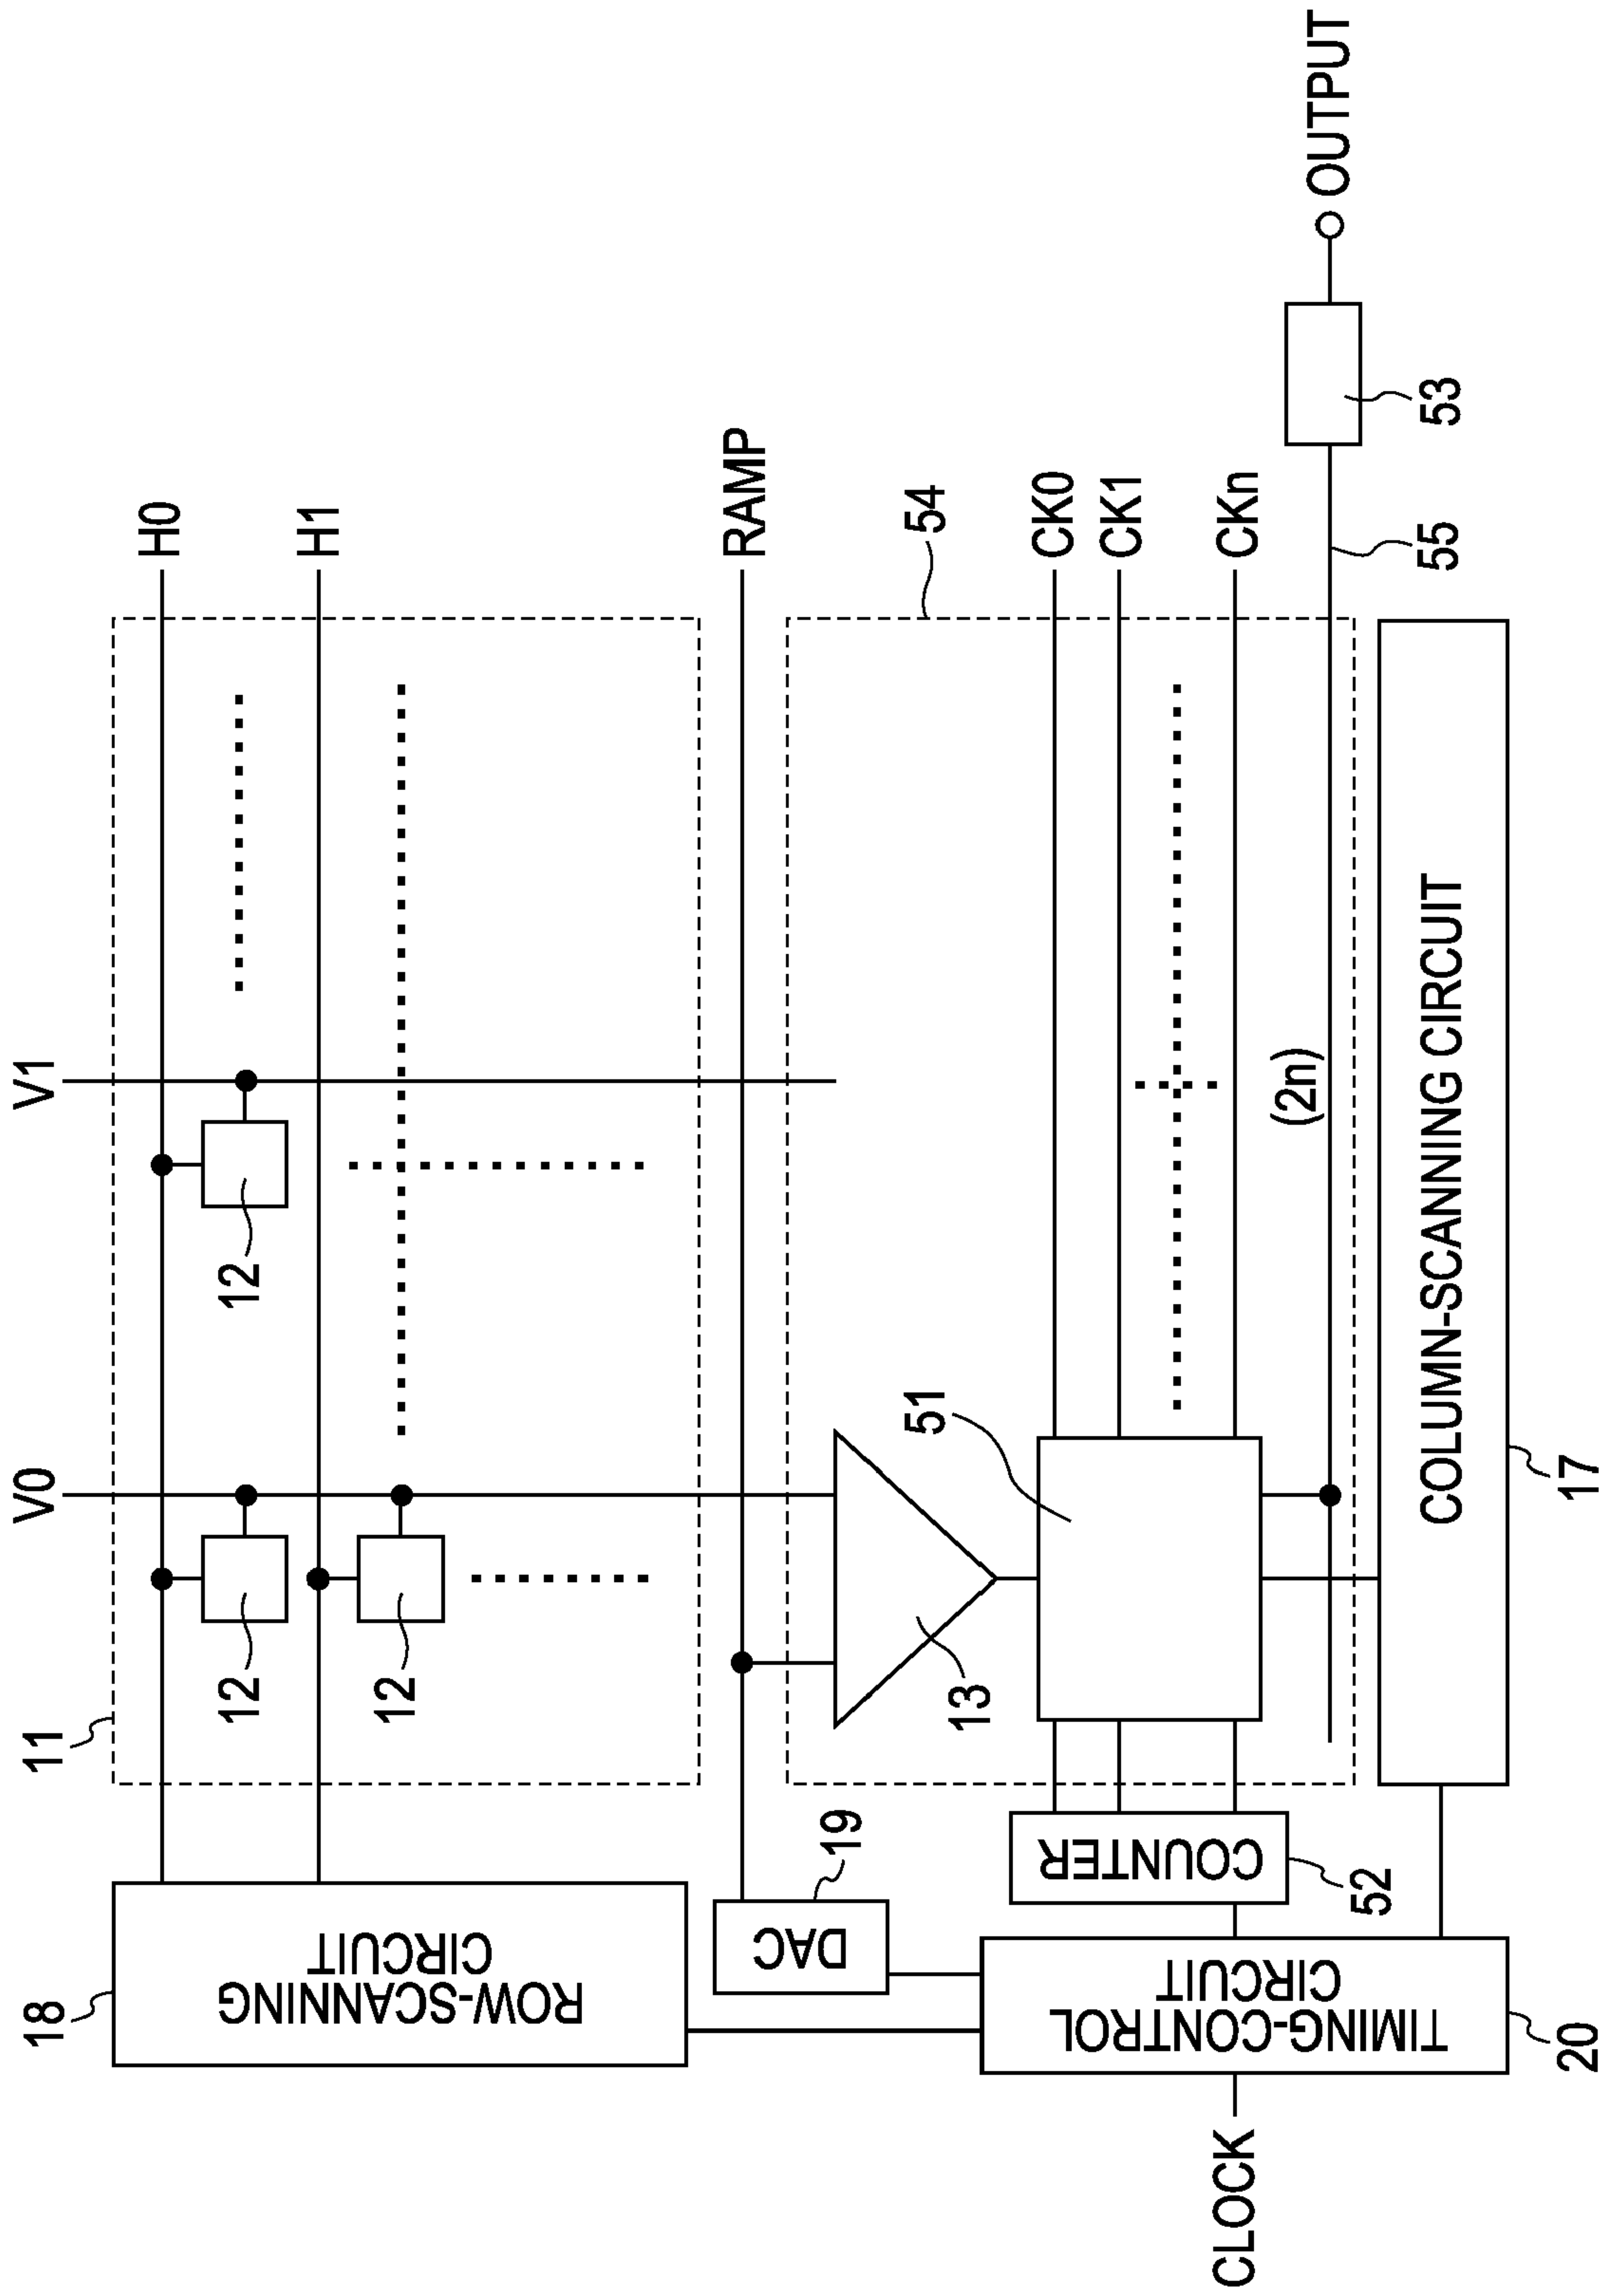 V0
V1
11
18
ROW-SCANNING
CIRCUIT
H0
H1
12
12
12
RAMP
DAC
19
13
54
51
COUNTER
52
CK0
CK1
CKn
(2n)
55
53
OUTPUT
TIMING-CONTROL
CIRCUIT
20
CLOCK
COLUMN-SCANNING CIRCUIT
17